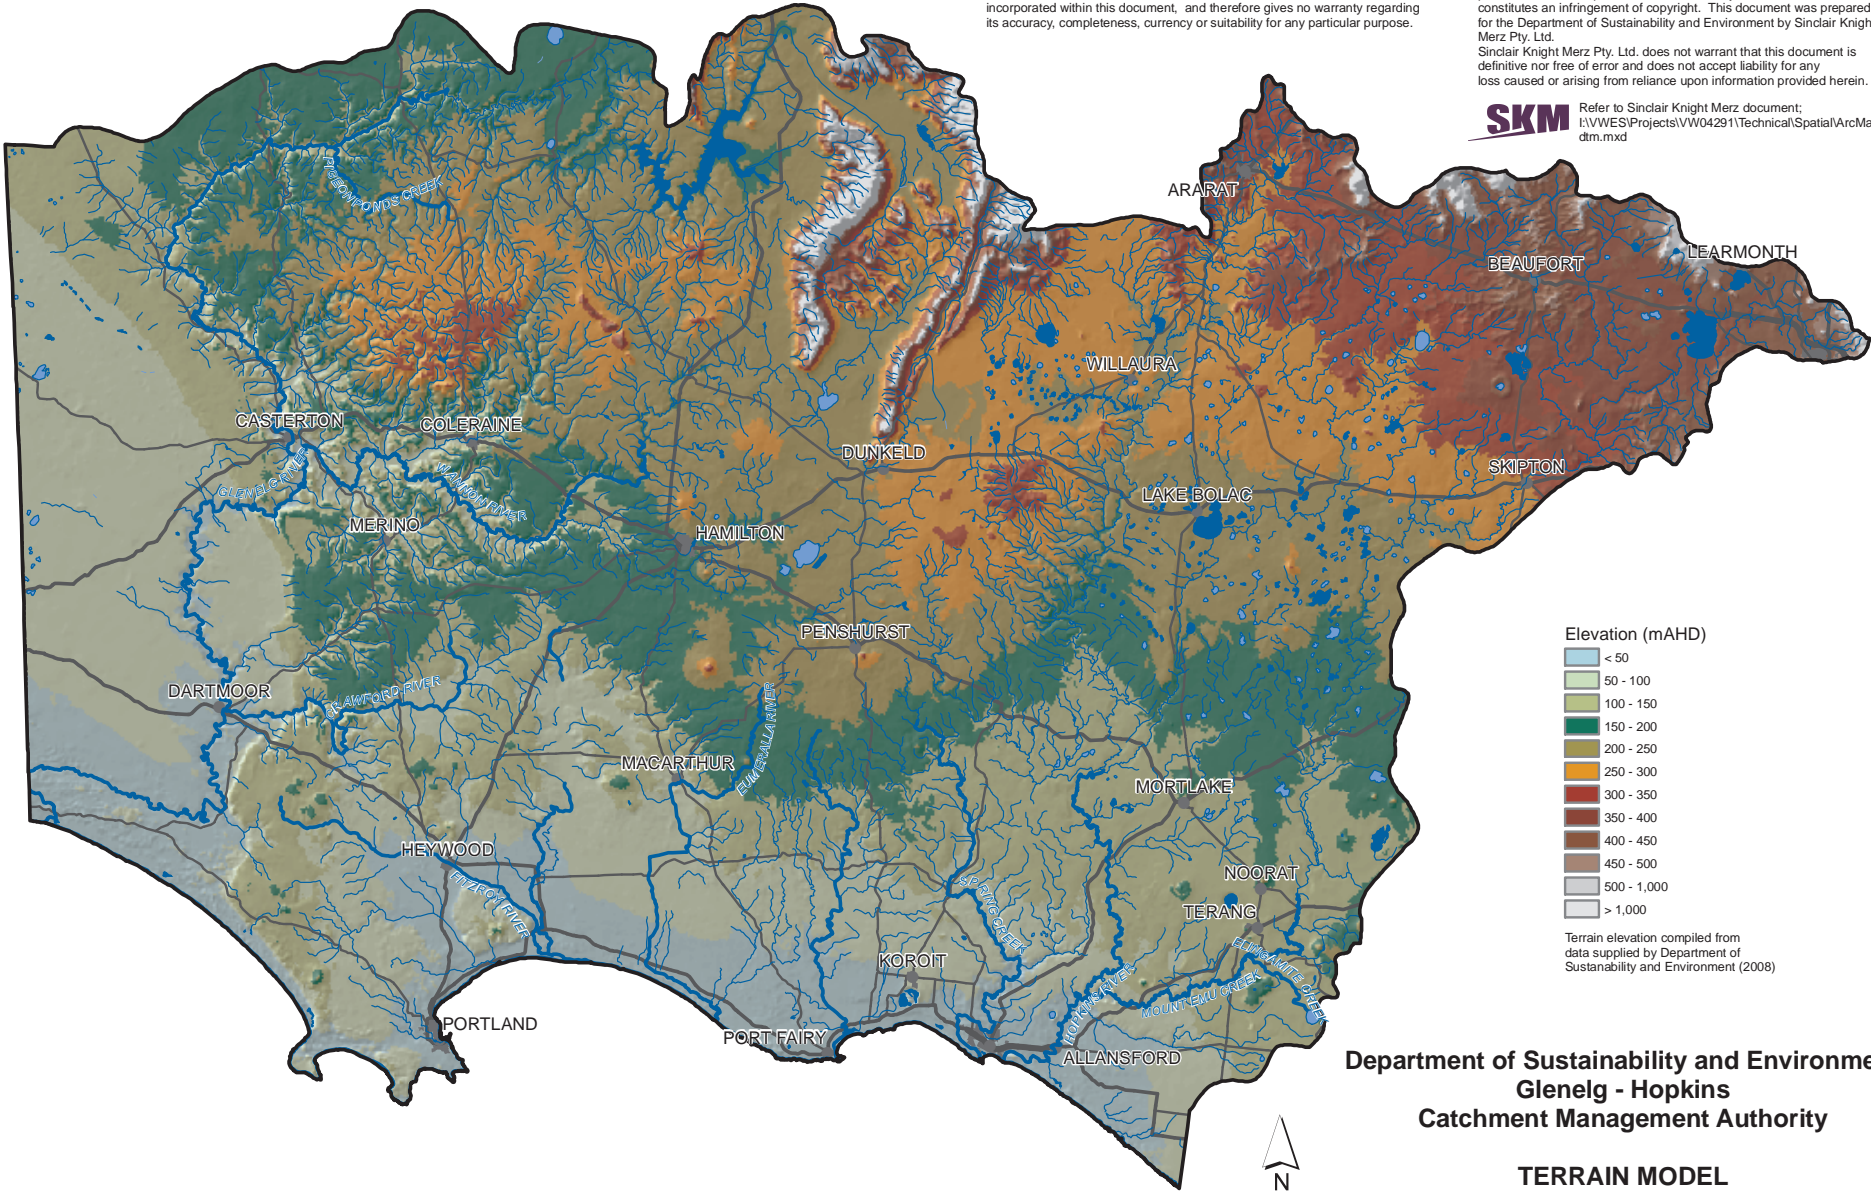 incorporated within this document, and therefore gives no warranty regarding
its accuracy, completeness, currency or suitability for any particular purpose.
constitutes an infringement of copyright. This document was prepared
for the Department of Sustainability and Environment by Sinclair Knigh
Merz Pty. Ltd.
Sinclair Knight Merz Pty. Ltd. does not warrant that this document is
definitive nor free of error and does not accept liability for any
loss caused or arising from reliance upon information provided herein.
SKM
Refer to Sinclair Knight Merz document;
I:\VWES\Projects\VW04291\Technical\Spatial\ArcMa
dtm.mxd
PIGEON PONDS CREEK
ARARAT
BEAUFORT
LEARMONTH
WILLAURA
CASTERTON
COLERAINE
DUNKELD
SKIPTON
GLENELG RIVER
WANNON RIVER
LAKE BOLAC
MERINO
HAMILTON
PENSHURST
Elevation (mAHD)
< 50
50 - 100
100 - 150
150 - 200
200 - 250
250 - 300
300 - 350
350 - 400
400 - 450
450 - 500
500 - 1,000
> 1,000
Terrain elevation compiled from
data supplied by Department of
Sustanability and Environment (2008)
DARTMOOR
CRAWFORD RIVER
MACARTHUR
EUMERALLA RIVER
MORTLAKE
HEYWOOD
FITZROY RIVER
NOORAT
TERANG
SPRING CREEK
KOROIT
ELINGAMITE CREEK
HOPKINS RIVER
MOUNT EMU CREEK
PORTLAND
PORT FAIRY
ALLANSFORD
Department of Sustainability and Environme
Glenelg - Hopkins
Catchment Management Authority
TERRAIN MODEL
N